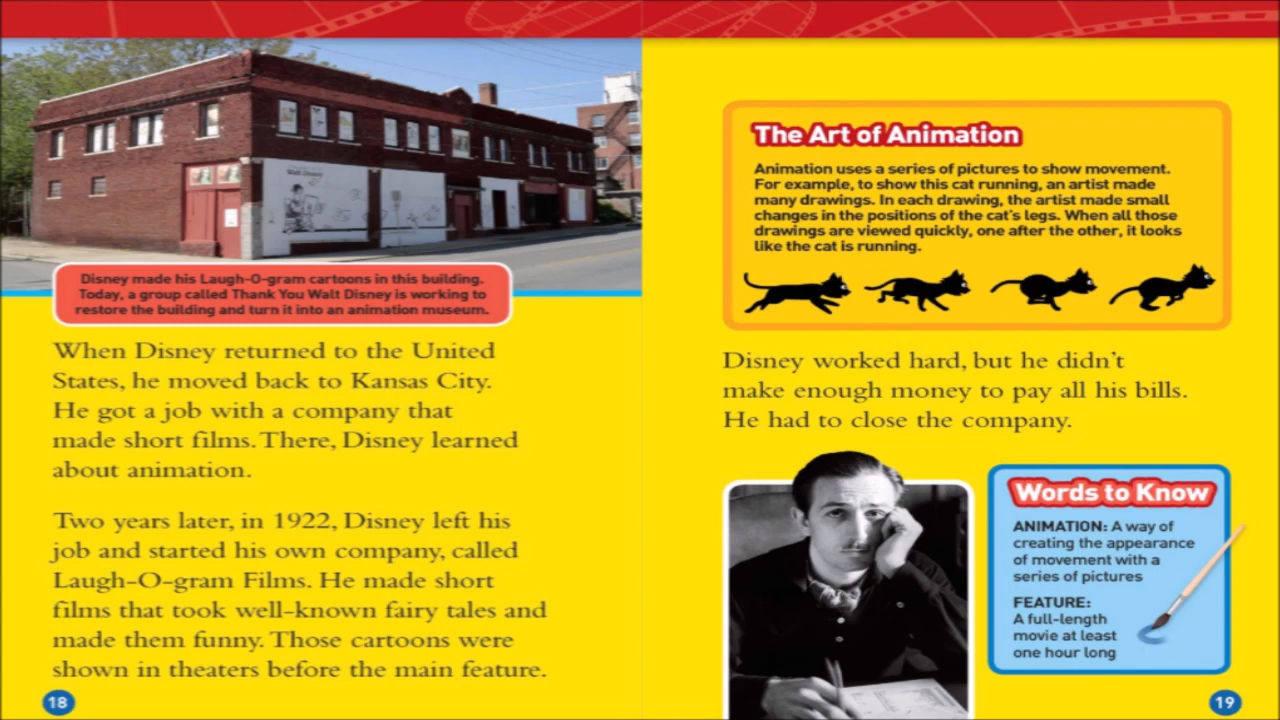 Walt Disney
Disney made his Laugh-O-gram cartoons in this building.
Today, a group called Thank You Walt Disney is working to
restore the building and turn it into an animation museum.
When Disney returned to the United
States, he moved back to Kansas City.
He got a job with a company that
made short films. There, Disney learned
about animation.
Two years later, in 1922, Disney left his
job and started his own company, called
Laugh-O-gram Films. He made short
films that took well-known fairy tales and
made them funny. Those cartoons were
shown in theaters before the main feature.
18
The Art of Animation
Animation uses a series of pictures to show movement.
For example, to show this cat running, an artist made
many drawings. In each drawing, the artist made small
changes in the positions of the cat's legs. When all those
drawings are viewed quickly, one after the other, it looks
like the cat is running.
Disney worked hard, but he didn't
make enough money to pay all his bills.
He had to close the company.
Words to Know
ANIMATION: A way of
creating the appearance
of movement with a
series of pictures
FEATURE:
A full-length
movie at least
one hour long
19